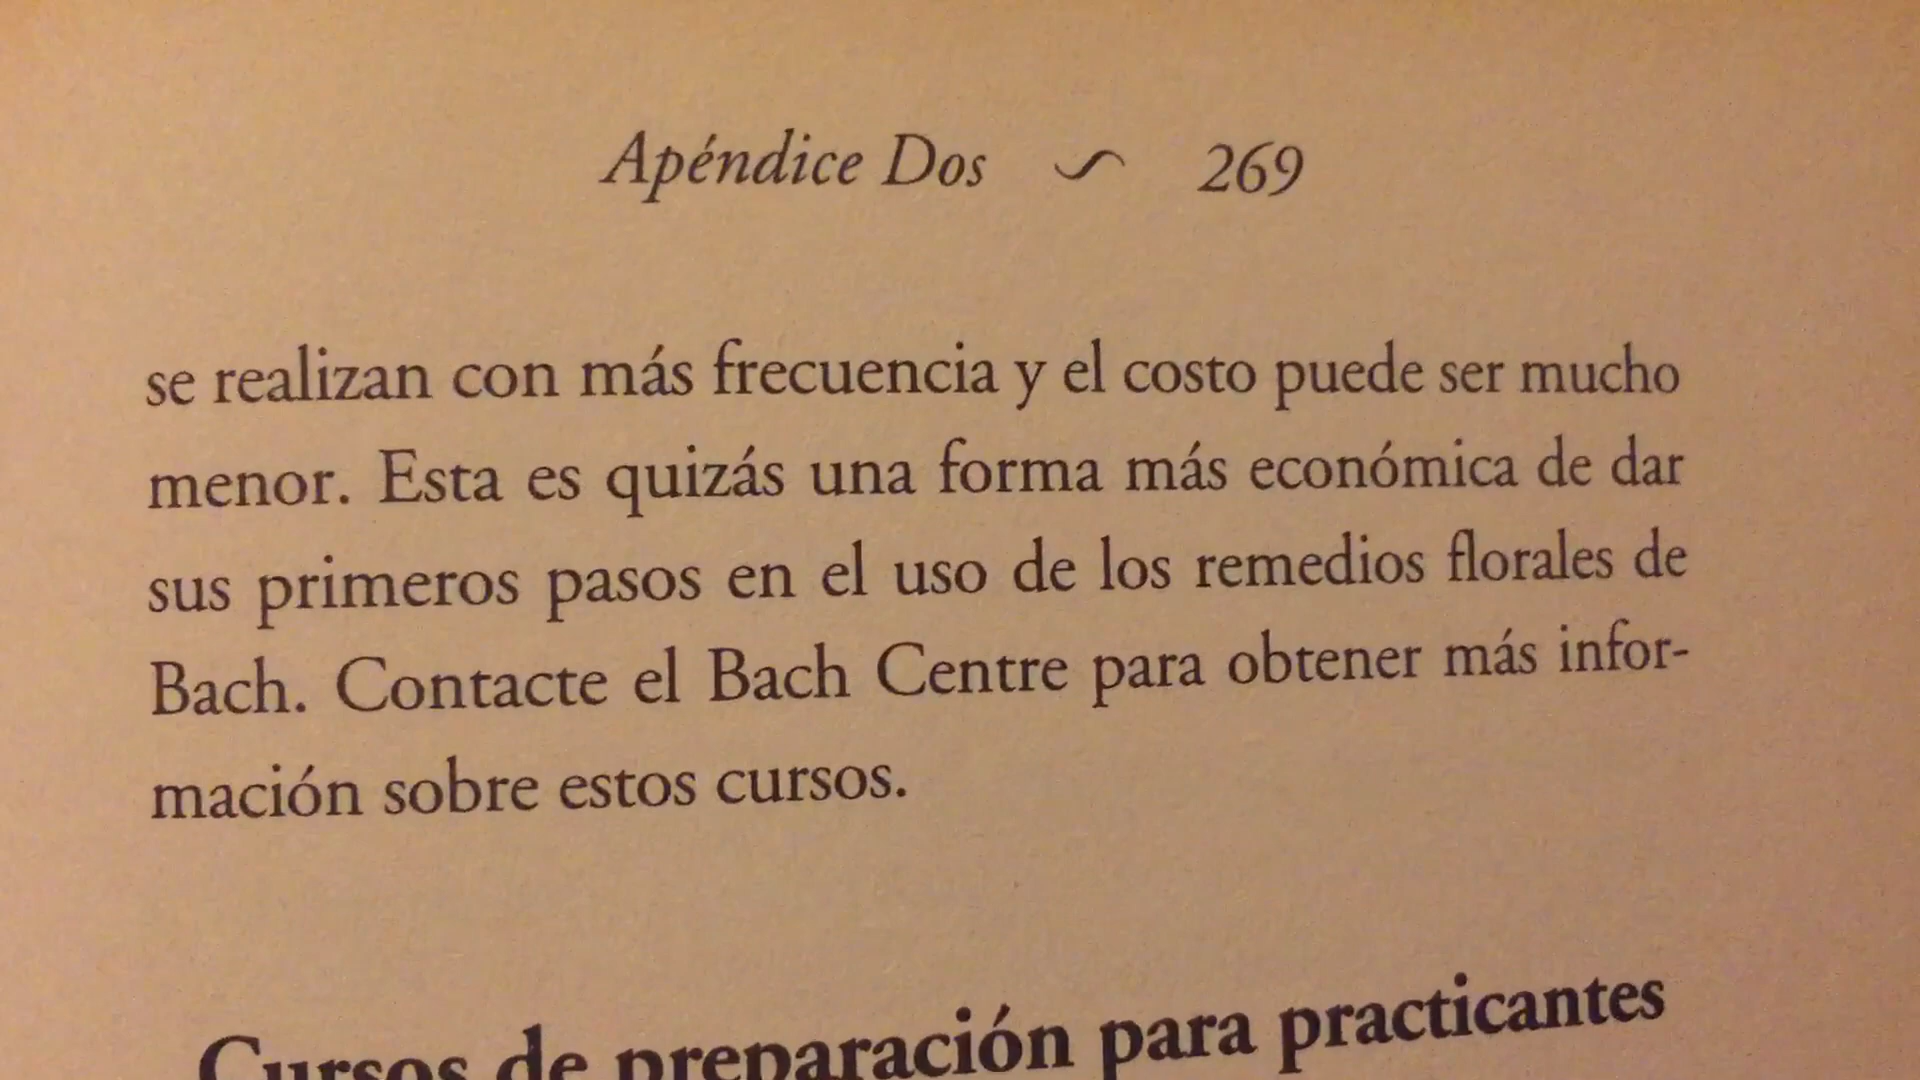 Apéndice Dos ∽ 269
se realizan con más frecuencia y el costo puede ser mucho
menor. Esta es quizás una forma más económica de dar
sus primeros pasos en el uso de los remedios florales de
Bach. Contacte el Bach Centre para obtener más infor-
mación sobre estos cursos.
Cursos de preparación para practicantes